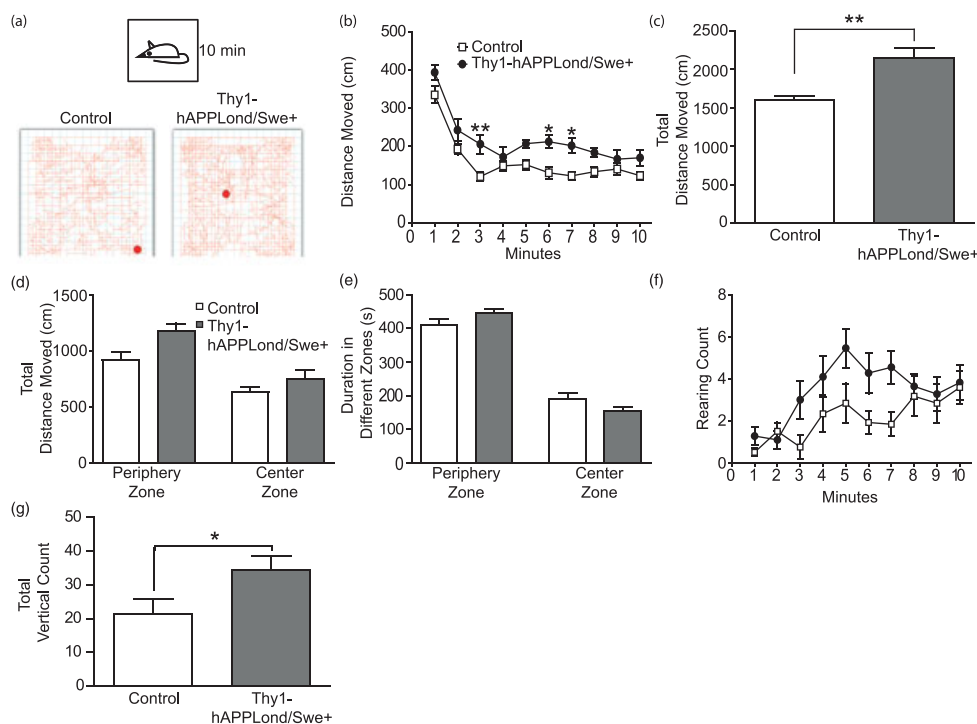 (a)
10 min
Control
Thy1-
hAPPLond/Swe+
(b)
Distance Moved (cm)
500
400
300
200
100
0
Control
Thy1-hAPPLond/Swe+
**
*
*
0 1 2 3 4 5 6 7 8 9 10
Minutes
(c)
Total
Distance Moved (cm)
2500
2000
1500
1000
500
0
**
Control
Thy1-
hAPPLond/Swe+
(d)
Total
Distance Moved (cm)
1500
1000
500
0
Control
Thy1-
hAPPLond/Swe+
Periphery
Zone
Center
Zone
(e)
Duration in
Different Zones (s)
500
400
300
200
100
0
Periphery
Zone
Center
Zone
(f)
Rearing Count
8
6
4
2
0
0 1 2 3 4 5 6 7 8 9 10
Minutes
(g)
Total
Vertical Count
50
40
30
20
10
0
*
Control
Thy1-
hAPPLond/Swe+